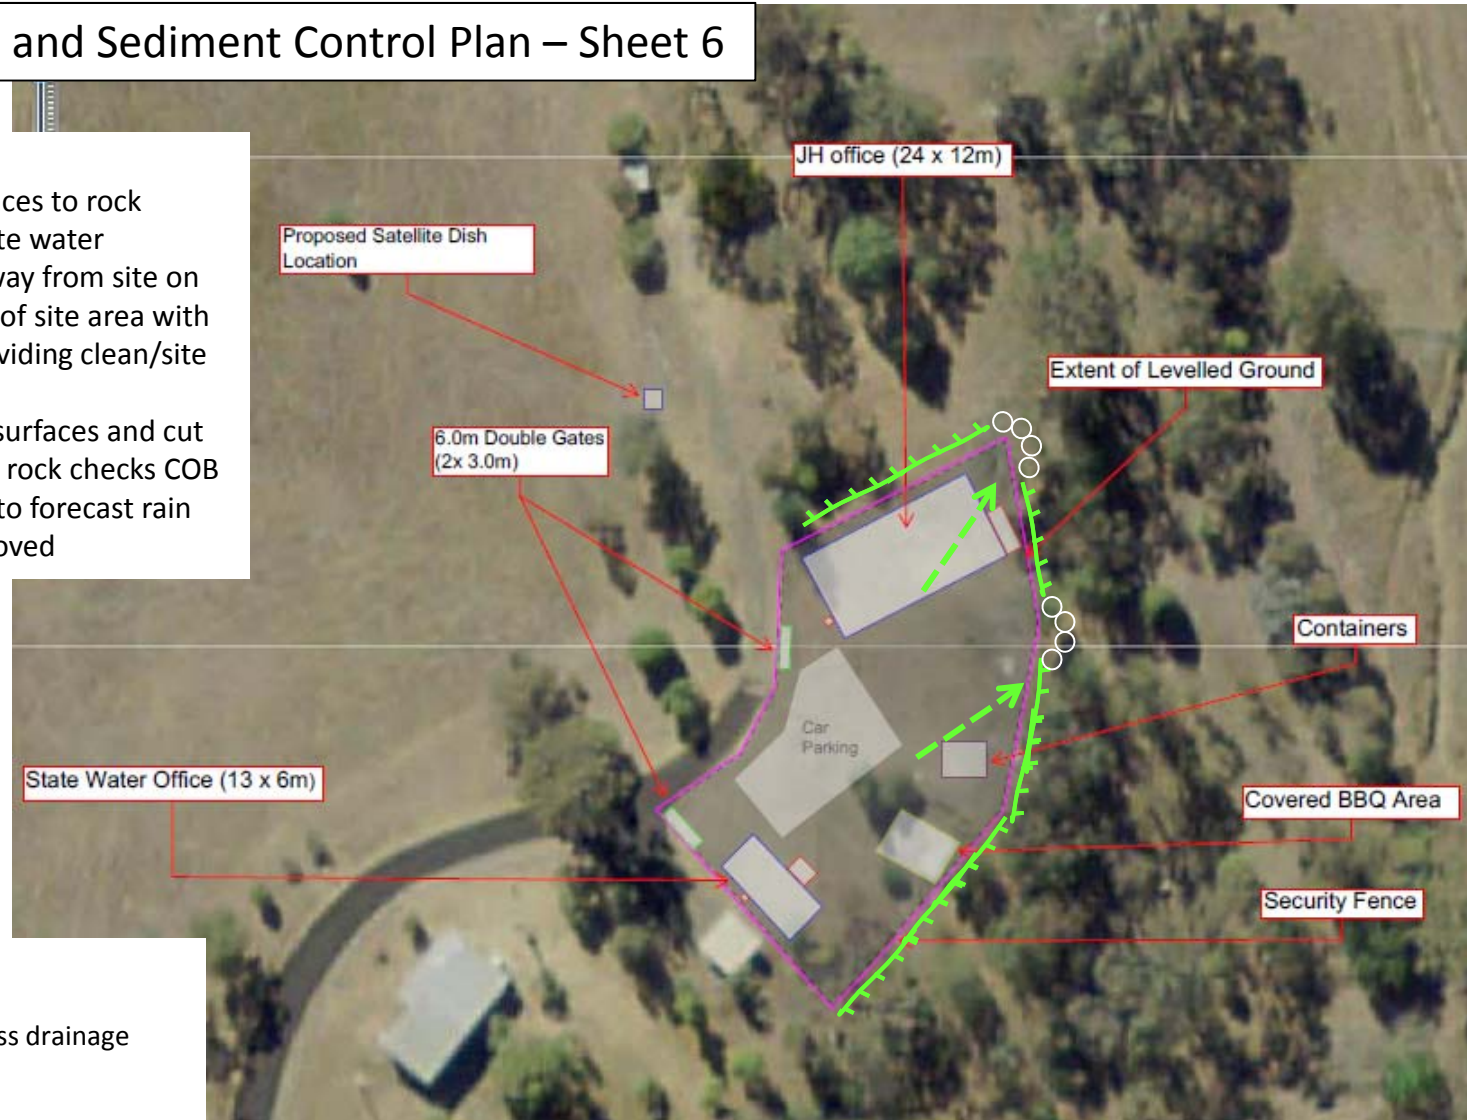 and Sediment Control Plan – Sheet 6
ces to rock
te water
way from site on
of site area with
viding clean/site
surfaces and cut
rock checks COB
to forecast rain
oved
JH office (24 x 12m)
Proposed Satellite Dish
Location
Extent of Levelled Ground
6.0m Double Gates
(2x 3.0m)
Containers
Car
Parking
State Water Office (13 x 6m)
Covered BBQ Area
Security Fence
ss drainage